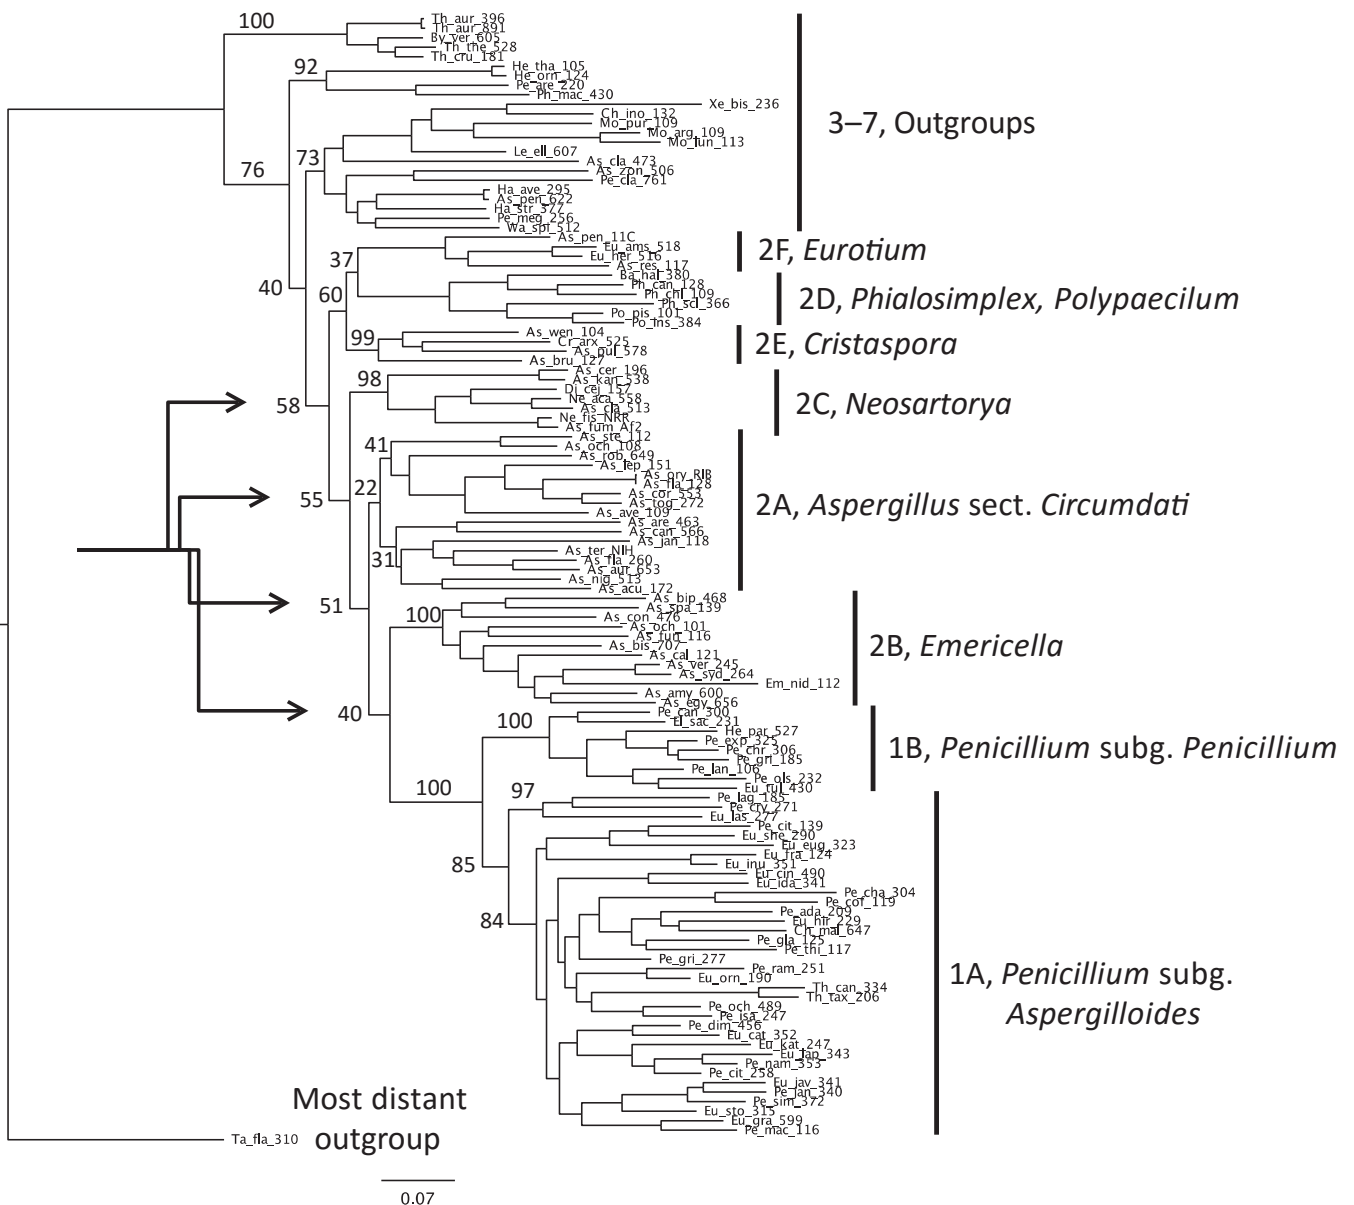 100
Th_aur_396
Th_aur_891
By_ver_605
Th_the_528
Th_cru_181
92
He_tha_105
He_orn_124
Pe_are_220
Ph_mac_430
Xe_bis_236
Ch_ino_132
Mo_pur_109
Mo_arg_109
Mo_lun_113
3–7, Outgroups
76
73
Le_ell_607
As_cla_473
As_zon_506
Pe_cla_761
Ha_ave_295
As_pen_622
Ha_str_377
Pe_meg_256
Wa_spi_512
As_pen_11C
Eu_ams_518
Eu_her_516
As_res_117
2F, Eurotium
37
40
60
Ba_hal_380
Ph_can_128
Ph_chl_109
Ph_scl_366
Po_pis_101
Po_ins_384
2D, Phialosimplex, Polypaecilum
99
As_wen_104
Cr_arx_525
As_pul_578
As_bru_127
2E, Cristaspora
98
58
As_cer_196
As_kan_538
Di_cej_157
Ne_aca_558
As_cla_513
Ne_fis_NRR
As_fum_Af2
2C, Neosartorya
41
22
55
31
As_ste_112
As_och_108
As_rob_649
As_lep_151
As_ory_RIB
As_fla_128
As_cor_553
As_tog_272
As_ave_109
As_are_463
As_can_566
As_jan_118
As_ter_NIH
As_fla_260
As_aur_653
As_nig_513
As_acu_172
2A, Aspergillus sect. Circumdati
51
100
As_bip_468
As_spa_139
As_con_476
As_och_101
As_fun_116
As_bis_707
As_cal_121
As_ver_245
As_syd_264
Em_nid_112
As_amy_600
As_egy_656
2B, Emericella
40
100
Pe_can_300
El_sac_231
He_par_527
Pe_exp_325
Pe_chr_306
Pe_gri_185
Pe_lan_106
Pe_ols_232
Eu_tul_430
1B, Penicillium subg. Penicillium
100
97
85
84
Pe_lag_185
Pe_cry_271
Eu_las_277
Pe_cit_139
Eu_she_290
Eu_eug_323
Eu_fra_124
Eu_inu_351
Eu_cin_490
Eu_ida_341
Pe_cha_304
Pe_cof_119
Pe_ada_209
Eu_hir_229
Ch_mal_647
Pe_gla_125
Pe_thi_117
Pe_gri_277
Pe_ram_251
Eu_orn_190
Th_can_334
Th_tax_206
Pe_och_489
Pe_isa_247
Pe_dim_456
Eu_cat_352
Eu_kat_247
Eu_lap_343
Pe_nam_353
Pe_cit_258
Eu_jav_341
Pe_jan_340
Pe_sim_372
Eu_sto_315
Eu_gra_599
Pe_mac_116
1A, Penicillium subg.
Aspergilloides
Most distant
outgroup
Ta_fla_310
0.07